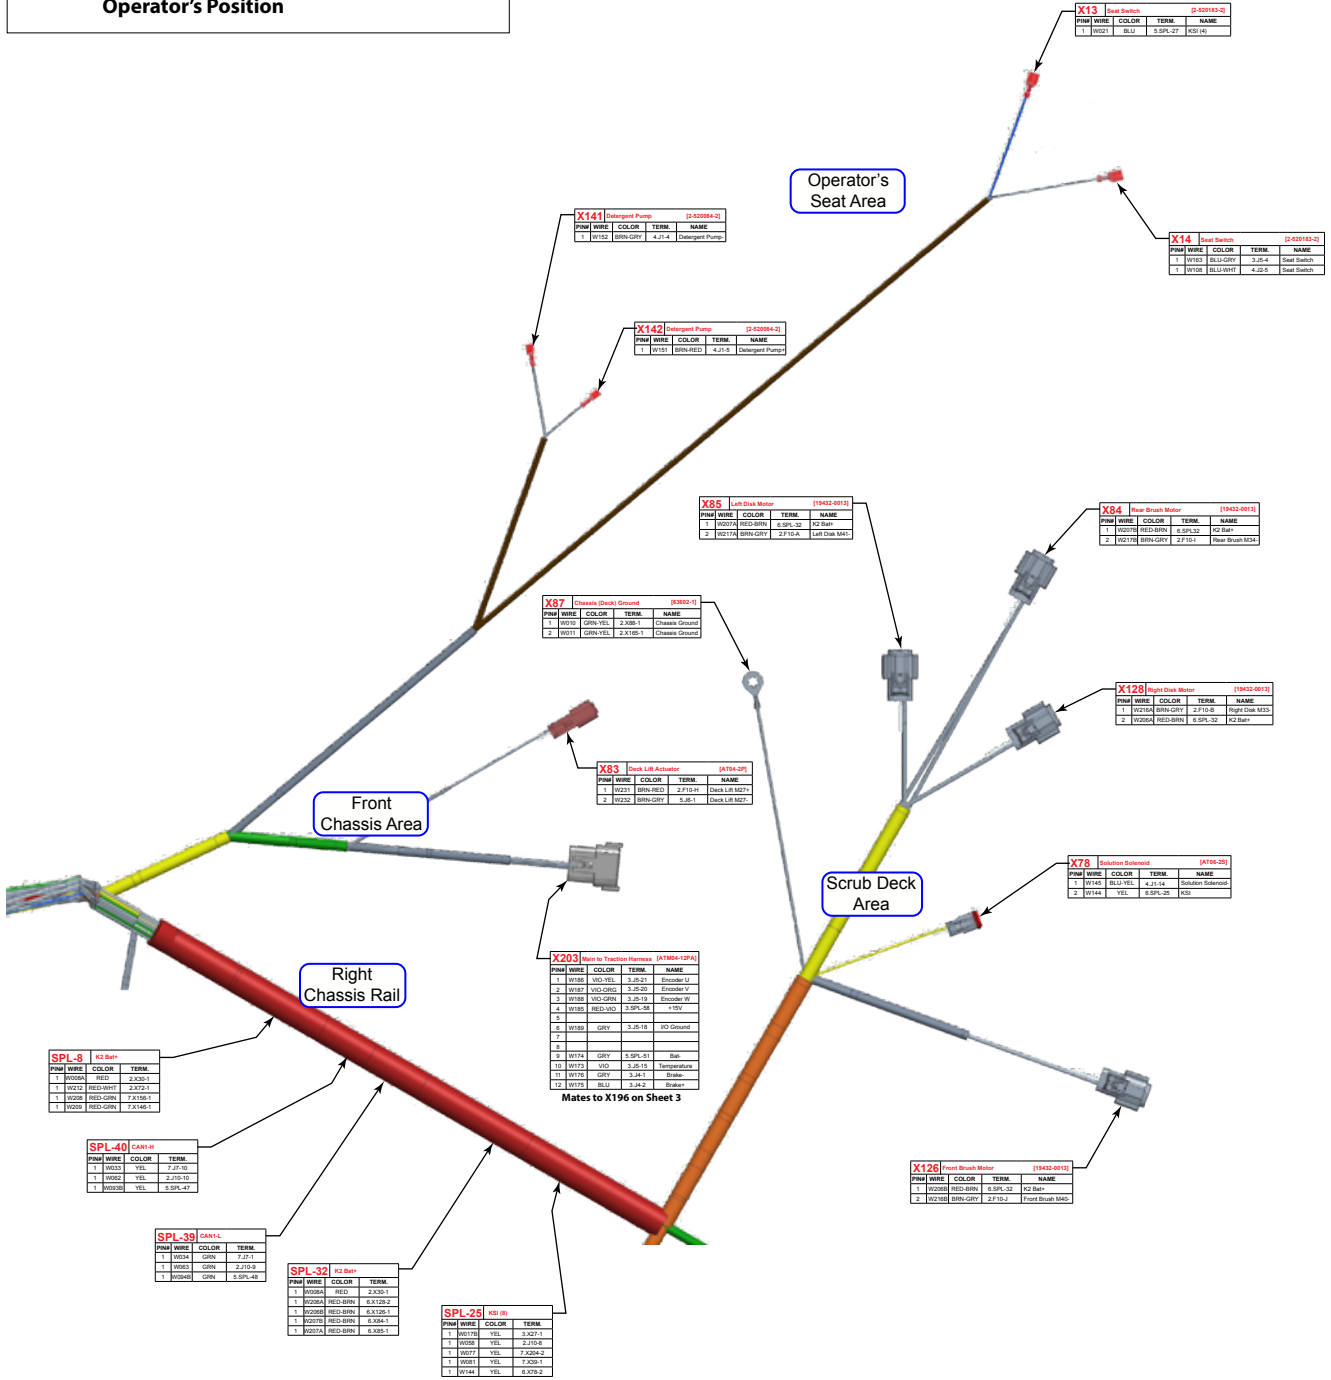 Operator's Position
X13 Seat Switch [2-520183-2]
PIN# WIRE COLOR TERM. NAME
1 W021 BLU 5.SPL-27 KSI (4)
Operator's
Seat Area
X141 Detergent Pump [2-520084-2]
PIN# WIRE COLOR TERM. NAME
1 W152 BRN-GRY 4.J1-4 Detergent Pump-
X14 Seat Switch [2-520183-2]
PIN# WIRE COLOR TERM. NAME
1 W163 BLU-GRY 3.J5-4 Seat Switch
1 W108 BLU-WHT 4.J2-5 Seat Switch
X142 Detergent Pump [2-520084-2]
PIN# WIRE COLOR TERM. NAME
1 W151 BRN-RED 4.J1-5 Detergent Pump+
X85 Left Disk Motor [19432-0013]
PIN# WIRE COLOR TERM. NAME
1 W207A RED-BRN 6.SPL-32 K2 Bat+
2 W217A BRN-GRY 2.F10-A Left Disk M41-
X84 Rear Brush Motor [19432-0013]
PIN# WIRE COLOR TERM. NAME
1 W207B RED-BRN 6.SPL32 K2 Bat+
2 W217B BRN-GRY 2.F10-I Rear Brush M34-
X87 Chassis (Deck) Ground [63602-1]
PIN# WIRE COLOR TERM. NAME
1 W010 GRN-YEL 2.X88-1 Chassis Ground
2 W011 GRN-YEL 2.X165-1 Chassis Ground
X128 Right Disk Motor [19432-0013]
PIN# WIRE COLOR TERM. NAME
1 W216A BRN-GRY 2.F10-B Right Disk M33-
2 W206A RED-BRN 6.SPL-32 K2 Bat+
X83 Deck Lift Actuator [AT04-2P]
PIN# WIRE COLOR TERM. NAME
1 W231 BRN-RED 2.F10-H Deck Lift M27+
2 W232 BRN-GRY 5.J6-1 Deck Lift M27-
Front
Chassis Area
X78 Solution Solenoid [AT06-2S]
PIN# WIRE COLOR TERM. NAME
1 W145 BLU-YEL 4.J1-14 Solution Solenoid-
2 W144 YEL 6.SPL-25 KSI
Scrub Deck
Area
X203 Main to Traction Harness [ATM04-12PA]
PIN# WIRE COLOR TERM. NAME
1 W186 VIO-YEL 3.J5-21 Encoder U
2 W187 VIO-ORG 3.J5-20 Encoder V
3 W188 VIO-GRN 3.J5-19 Encoder W
4 W185 RED-VIO 3.SPL-58 +15V
5
6 W189 GRY 3.J5-18 I/O Ground
7
8
9 W174 GRY 5.SPL-51 Bat-
10 W173 VIO 3.J5-15 Temperature
11 W176 GRY 3.J4-1 Brake-
12 W175 BLU 3.J4-2 Brake+
Mates to X196 on Sheet 3
Right
Chassis Rail
SPL-8 K2 Bat+
PIN# WIRE COLOR TERM.
1 W008A RED 2.X30-1
1 W212 RED-WHT 2.X72-1
1 W208 RED-GRN 7.X156-1
1 W209 RED-GRN 7.X146-1
SPL-40 CAN1-H
PIN# WIRE COLOR TERM.
1 W033 YEL 7.J7-10
1 W062 YEL 2.J10-10
1 W093B YEL 5.SPL-47
X126 Front Brush Motor [19432-0013]
PIN# WIRE COLOR TERM. NAME
1 W206B RED-BRN 6.SPL-32 K2 Bat+
2 W216B BRN-GRY 2.F10-J Front Brush M40-
SPL-39 CAN1-L
PIN# WIRE COLOR TERM.
1 W034 GRN 7.J7-1
1 W063 GRN 2.J10-9
1 W094B GRN 5.SPL-48
SPL-32 K2 Bat+
PIN# WIRE COLOR TERM.
1 W008A RED 2.X30-1
1 W206A RED-BRN 6.X128-2
1 W206B RED-BRN 6.X126-1
1 W207B RED-BRN 6.X84-1
1 W207A RED-BRN 6.X85-1
SPL-25 KSI (8)
PIN# WIRE COLOR TERM.
1 W017B YEL 3.X27-1
1 W058 YEL 2.J10-8
1 W077 YEL 7.X204-2
1 W081 YEL 7.X39-1
1 W144 YEL 6.X78-2